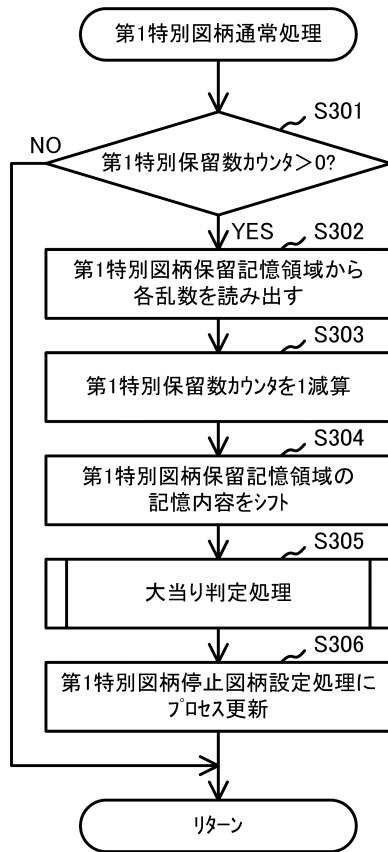 第1特別図柄通常処理
S301
NO
第1特別保留数カウンタ>0?
YES
S302
第1特別図柄保留記憶領域から
各乱数を読み出す
S303
第1特別保留数カウンタを1減算
S304
第1特別図柄保留記憶領域の
記憶内容をシフト
S305
大当り判定処理
S306
第1特別図柄停止図柄設定処理に
プロセス更新
リターン